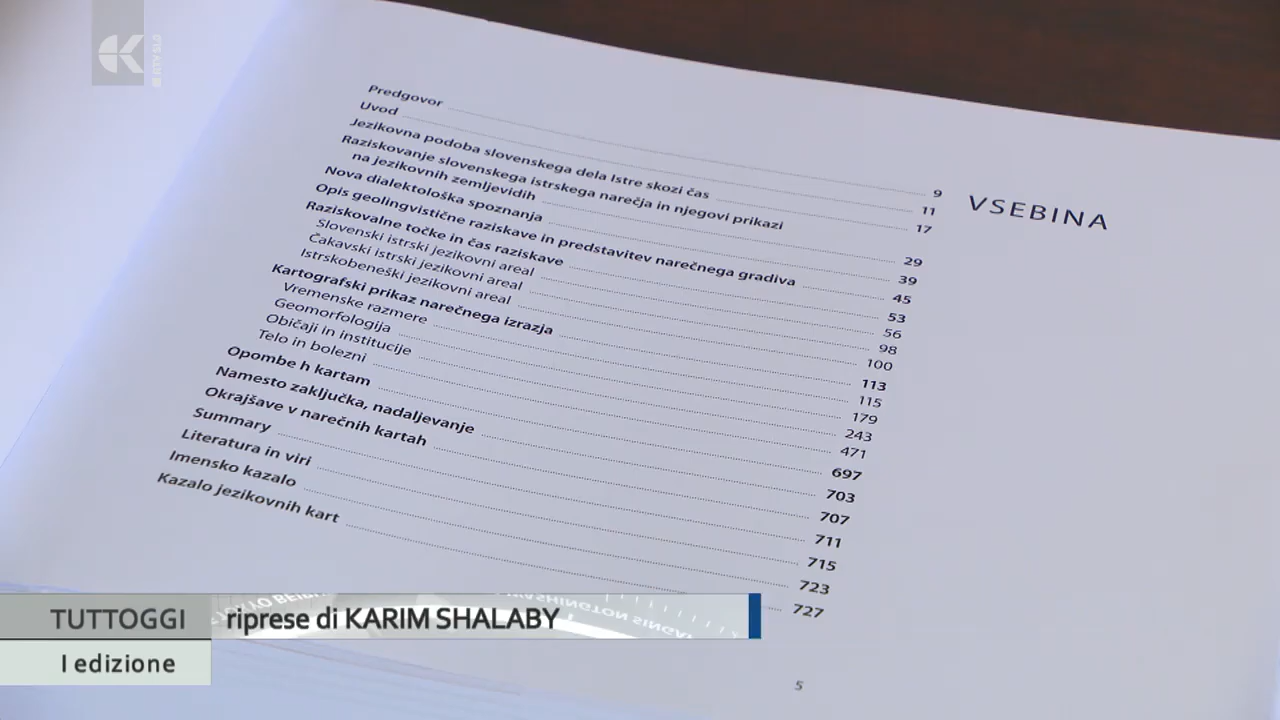 RTV SLO
VSEBINA
Predgovor 9
Uvod 11
Jezikovna podoba slovenskega dela Istre skozi čas 17
Raziskovanje slovenskega istrskega narečja in njegovi prikazi
na jezikovnih zemljevidih 29
Nova dialektološka spoznanja 39
Opis geolingvistične raziskave in predstavitev narečnega gradiva 45
Raziskovalne točke in čas raziskave 53
Slovenski istrski jezikovni areal 56
Čakavski istrski jezikovni areal 98
Istrskobeneški jezikovni areal 100
Kartografski prikaz narečnega izrazja 113
Vremenske razmere 115
Geomorfologija 179
Običaji in institucije 243
Telo in bolezni 471
Opombe h kartam 697
Namesto zaključka, nadaljevanje 703
Okrajšave v narečnih kartah 707
Summary 711
Literatura in viri 715
Imensko kazalo 723
Kazalo jezikovnih kart 727
5
TUTTOGGI
riprese di KARIM SHALABY
I edizione
WASHINGTON